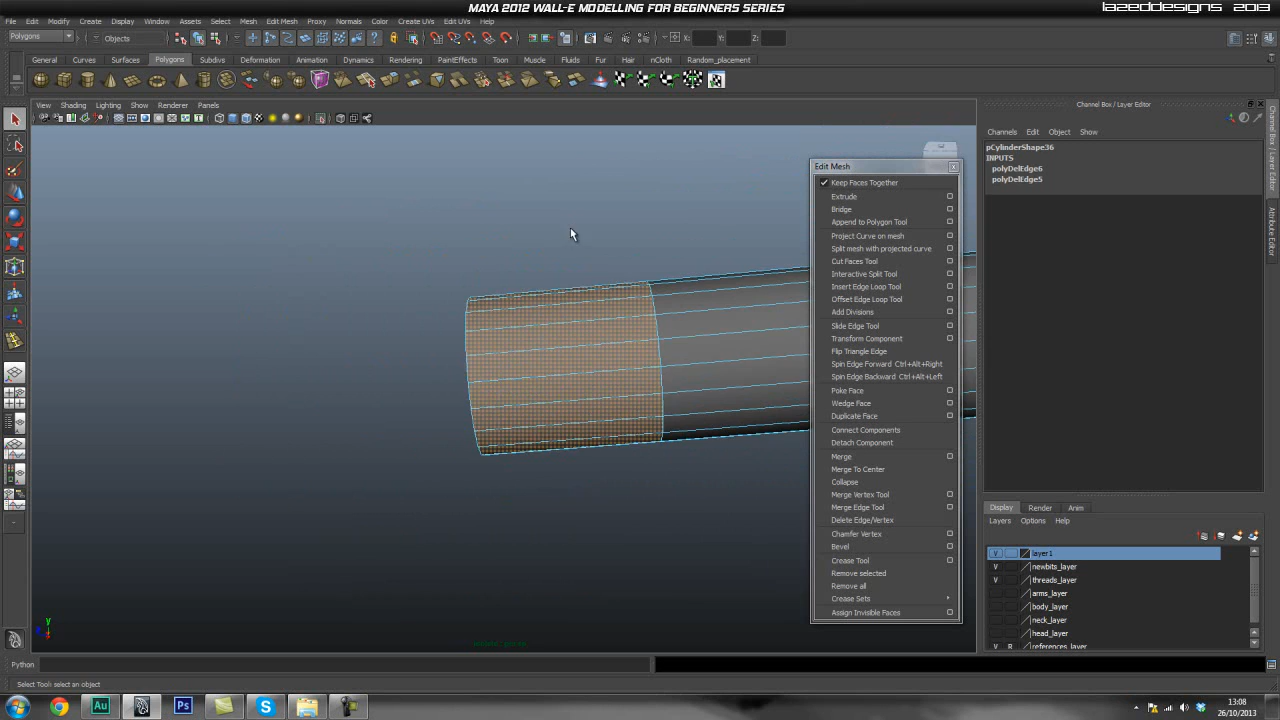 MAYA 2012 WALL-E MODELLING FOR BEGINNERS SERIES
LAZEDDESIGNS 2013
File Edit Modify Create Display Window Assets Select Mesh Edit Mesh Proxy Normals Color Create UVs Edit UVs Help
Polygons Objects X: Y: Z:
General Curves Surfaces Polygons Subdivs Deformation Animation Dynamics Rendering PaintEffects Toon Muscle Fluids Fur Hair nCloth Random_placement
View Shading Lighting Show Renderer Panels
Channel Box / Layer Editor
Channels Edit Object Show
pCylinderShape36
INPUTS
polyDelEdge6
polyDelEdge5
Channel Box / Layer Editor
Attribute Editor
Edit Mesh
Keep Faces Together
Extrude
Bridge
Append to Polygon Tool
Project Curve on mesh
Split mesh with projected curve
Cut Faces Tool
Interactive Split Tool
Insert Edge Loop Tool
Offset Edge Loop Tool
Add Divisions
Slide Edge Tool
Transform Component
Flip Triangle Edge
Spin Edge Forward Ctrl+Alt+Right
Spin Edge Backward Ctrl+Alt+Left
Poke Face
Wedge Face
Duplicate Face
Connect Components
Detach Component
Merge
Merge To Center
Collapse
Merge Vertex Tool
Merge Edge Tool
Delete Edge/Vertex
Chamfer Vertex
Bevel
Crease Tool
Remove selected
Remove all
Crease Sets
Assign Invisible Faces
Display Render Anim
Layers Options Help
V layer1
V newbits_layer
V threads_layer
arms_layer
body_layer
neck_layer
head_layer
V R references_layer
y
Python
Select Tool: select an object
Au Ps S
13:08
26/10/2013